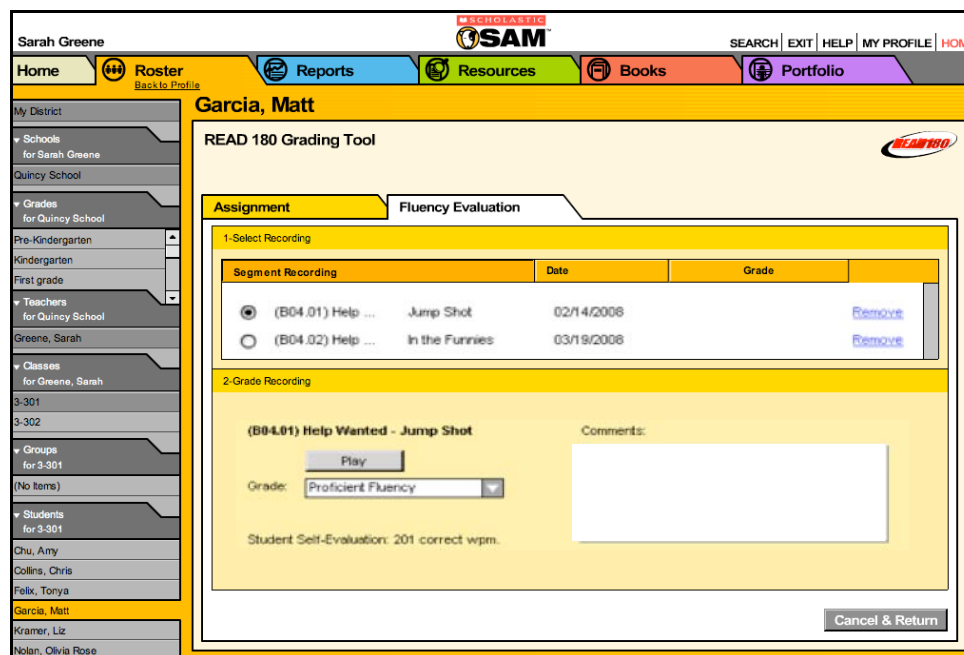 SCHOLASTIC
Sarah Greene
SAM™
SEARCH EXIT HELP MY PROFILE HOM
Home
Roster
Back to Profile
Reports
Resources
Books
Portfolio
My District
Schools
for Sarah Greene
Quincy School
Grades
for Quincy School
Pre-Kindergarten
Kindergarten
First grade
Teachers
for Quincy School
Greene, Sarah
Classes
for Greene, Sarah
3-301
3-302
Groups
for 3-301
(No Items)
Students
for 3-301
Chu, Amy
Collins, Chris
Felix, Tonya
Garcia, Matt
Kramer, Liz
Nolan, Olivia Rose
Garcia, Matt
READ 180 Grading Tool
READ 180
Assignment
Fluency Evaluation
1-Select Recording
Segment Recording Date Grade
(B04.01) Help ... Jump Shot 02/14/2008 Remove
(B04.02) Help ... In the Funnies 03/19/2008 Remove
2-Grade Recording
(B04.01) Help Wanted - Jump Shot
Play
Grade: Proficient Fluency
Student Self-Evaluation: 201 correct wpm.
Comments:
Cancel & Return